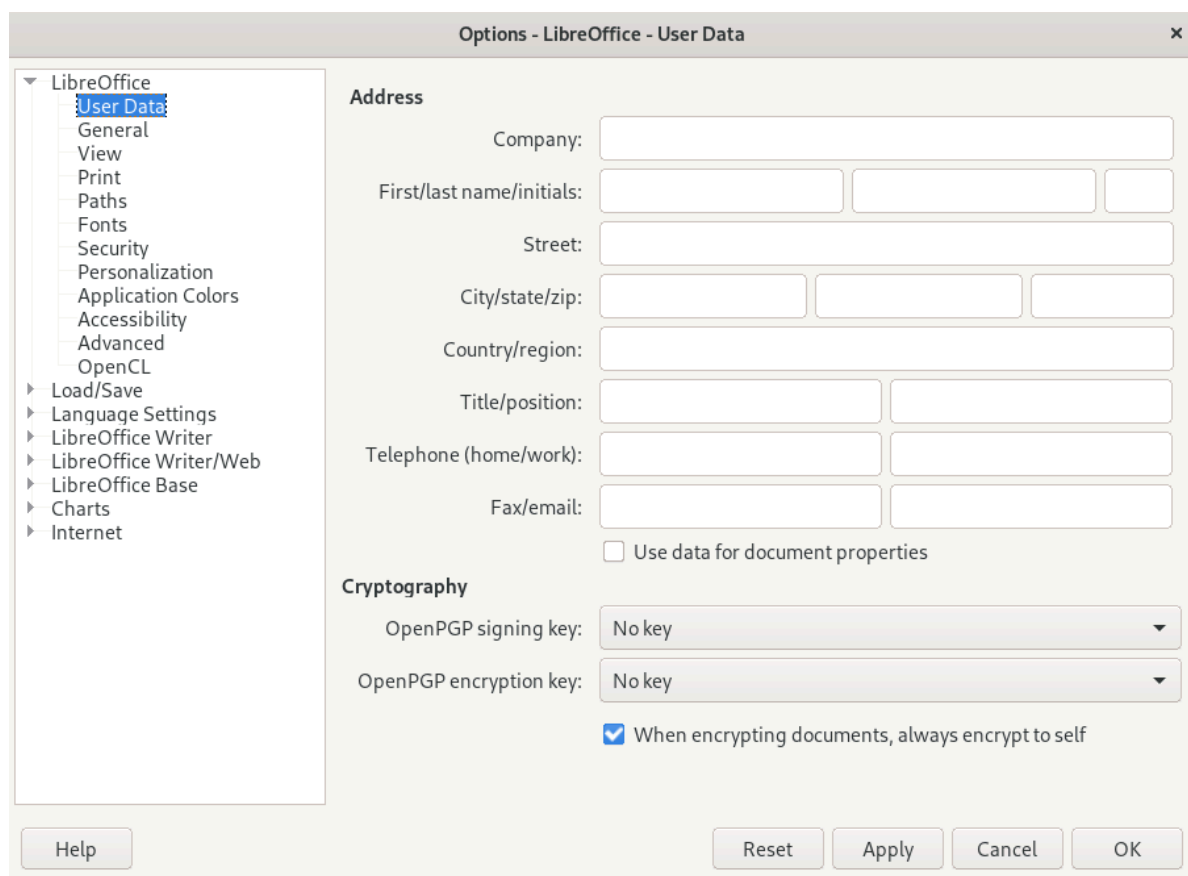 Options - LibreOffice - User Data
×
LibreOffice
User Data
General
View
Print
Paths
Fonts
Security
Personalization
Application Colors
Accessibility
Advanced
OpenCL
Load/Save
Language Settings
LibreOffice Writer
LibreOffice Writer/Web
LibreOffice Base
Charts
Internet
Address
Company:
First/last name/initials:
Street:
City/state/zip:
Country/region:
Title/position:
Telephone (home/work):
Fax/email:
Use data for document properties
Cryptography
OpenPGP signing key: No key
OpenPGP encryption key: No key
When encrypting documents, always encrypt to self
Help Reset Apply Cancel OK